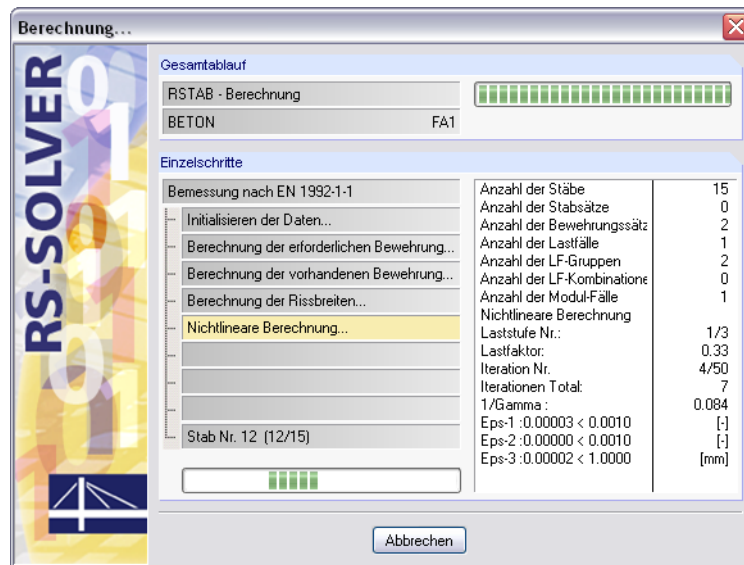 Berechnung...
RS-SOLVER
Gesamtablauf
RSTAB - Berechnung
BETON FA1
Einzelschritte
Bemessung nach EN 1992-1-1
Initialisieren der Daten...
Berechnung der erforderlichen Bewehrung...
Berechnung der vorhandenen Bewehrung...
Berechnung der Rissbreiten...
Nichtlineare Berechnung...
Stab Nr. 12 (12/15)
Anzahl der Stäbe 15
Anzahl der Stabsätze 0
Anzahl der Bewehrungssätz 2
Anzahl der Lastfälle 1
Anzahl der LF-Gruppen 2
Anzahl der LF-Kombinatione 0
Anzahl der Modul-Fälle 1
Nichtlineare Berechnung
Laststufe Nr.: 1/3
Lastfaktor: 0.33
Iteration Nr. 4/50
Iterationen Total: 7
1/Gamma : 0.084
Eps-1 :0.00003 < 0.0010 [-]
Eps-2 :0.00000 < 0.0010 [-]
Eps-3 :0.00002 < 1.0000 [mm]
Abbrechen